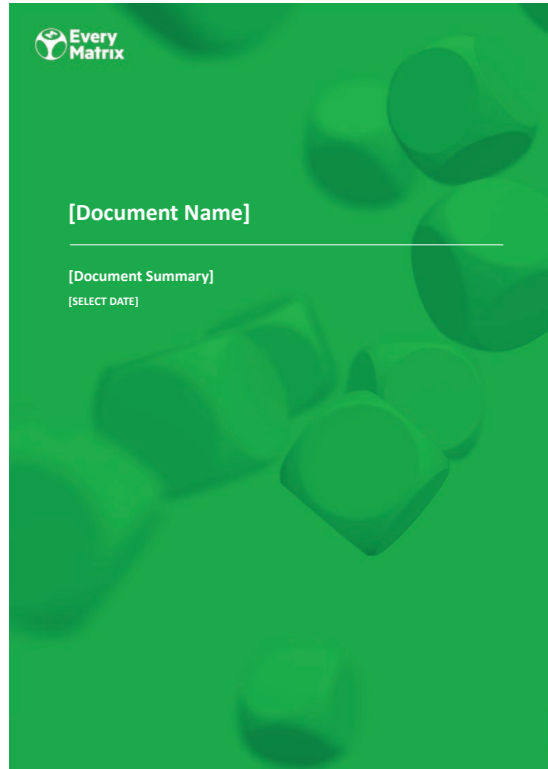 Every
Matrix
[Document Name]
[Document Summary]
[SELECT DATE]